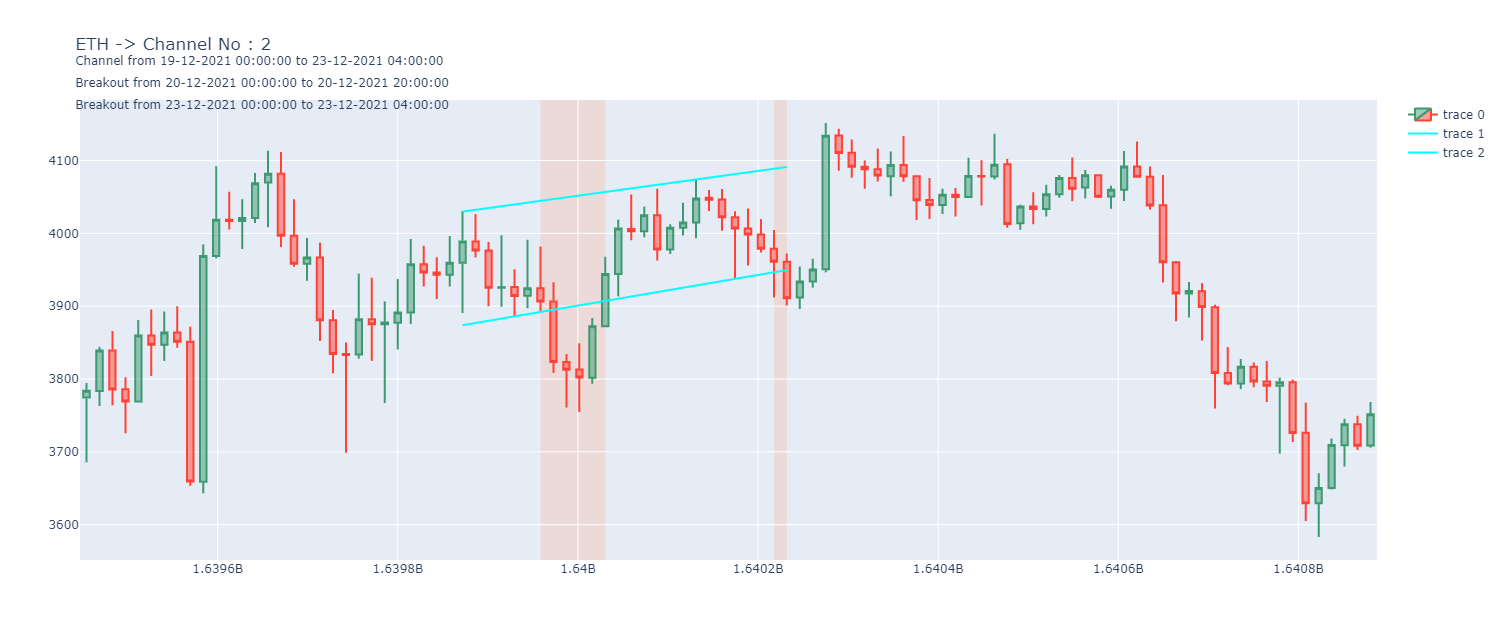 ETH -> Channel No : 2
Channel from 19-12-2021 00:00:00 to 23-12-2021 04:00:00
Breakout from 20-12-2021 00:00:00 to 20-12-2021 20:00:00
Breakout from 23-12-2021 00:00:00 to 23-12-2021 04:00:00
trace 0
trace 1
trace 2
4100
4000
3900
3800
3700
3600
1.6396B 1.6398B 1.64B 1.6402B 1.6404B 1.6406B 1.6408B